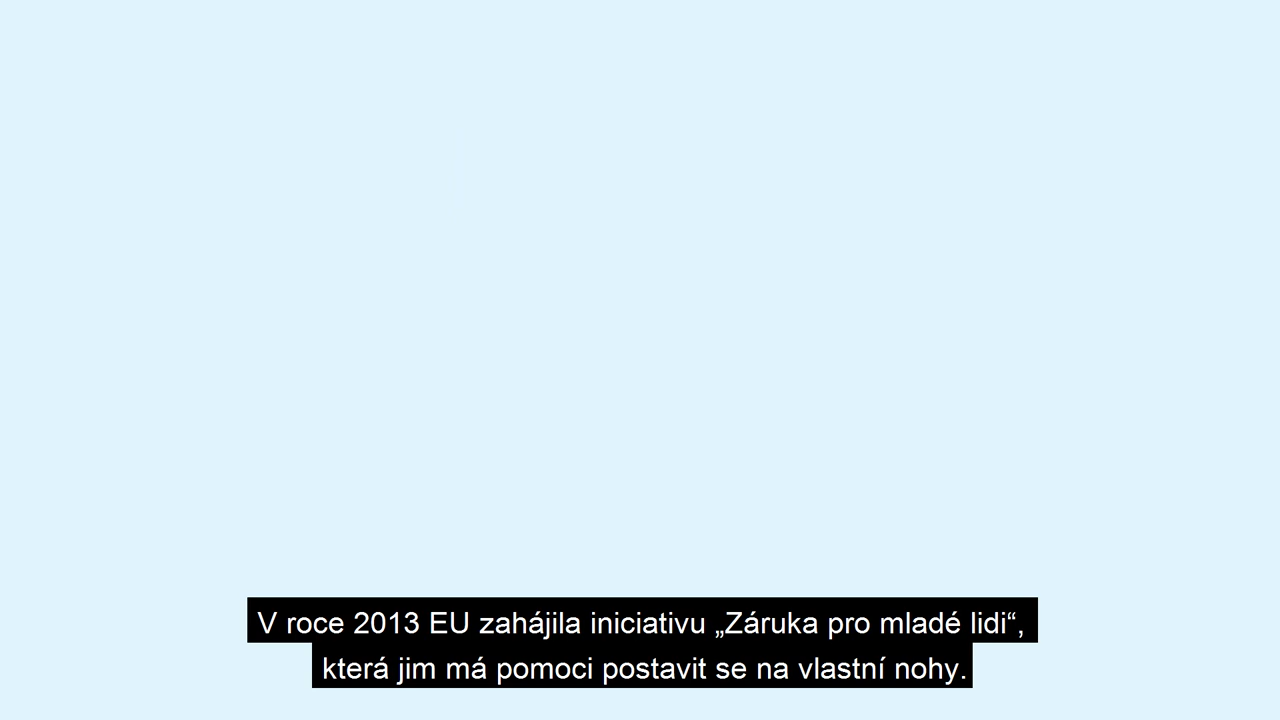 V roce 2013 EU zahájila iniciativu „Záruka pro mladé lidi“,
která jim má pomoci postavit se na vlastní nohy.